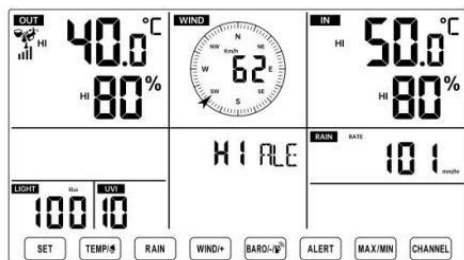 OUT
HI 40.0°C
HI 80%
WIND
N
NW NE
Km/h
W 62 E
SW SE
S
IN
HI 50.0°C
HI 80%
HI ALE
RAIN RATE
101 mm/hr
LIGHT Klux
100
UVI
10
SET TEMP/ RAIN WIND/+ BARO/-/ ALERT MAX/MIN CHANNEL